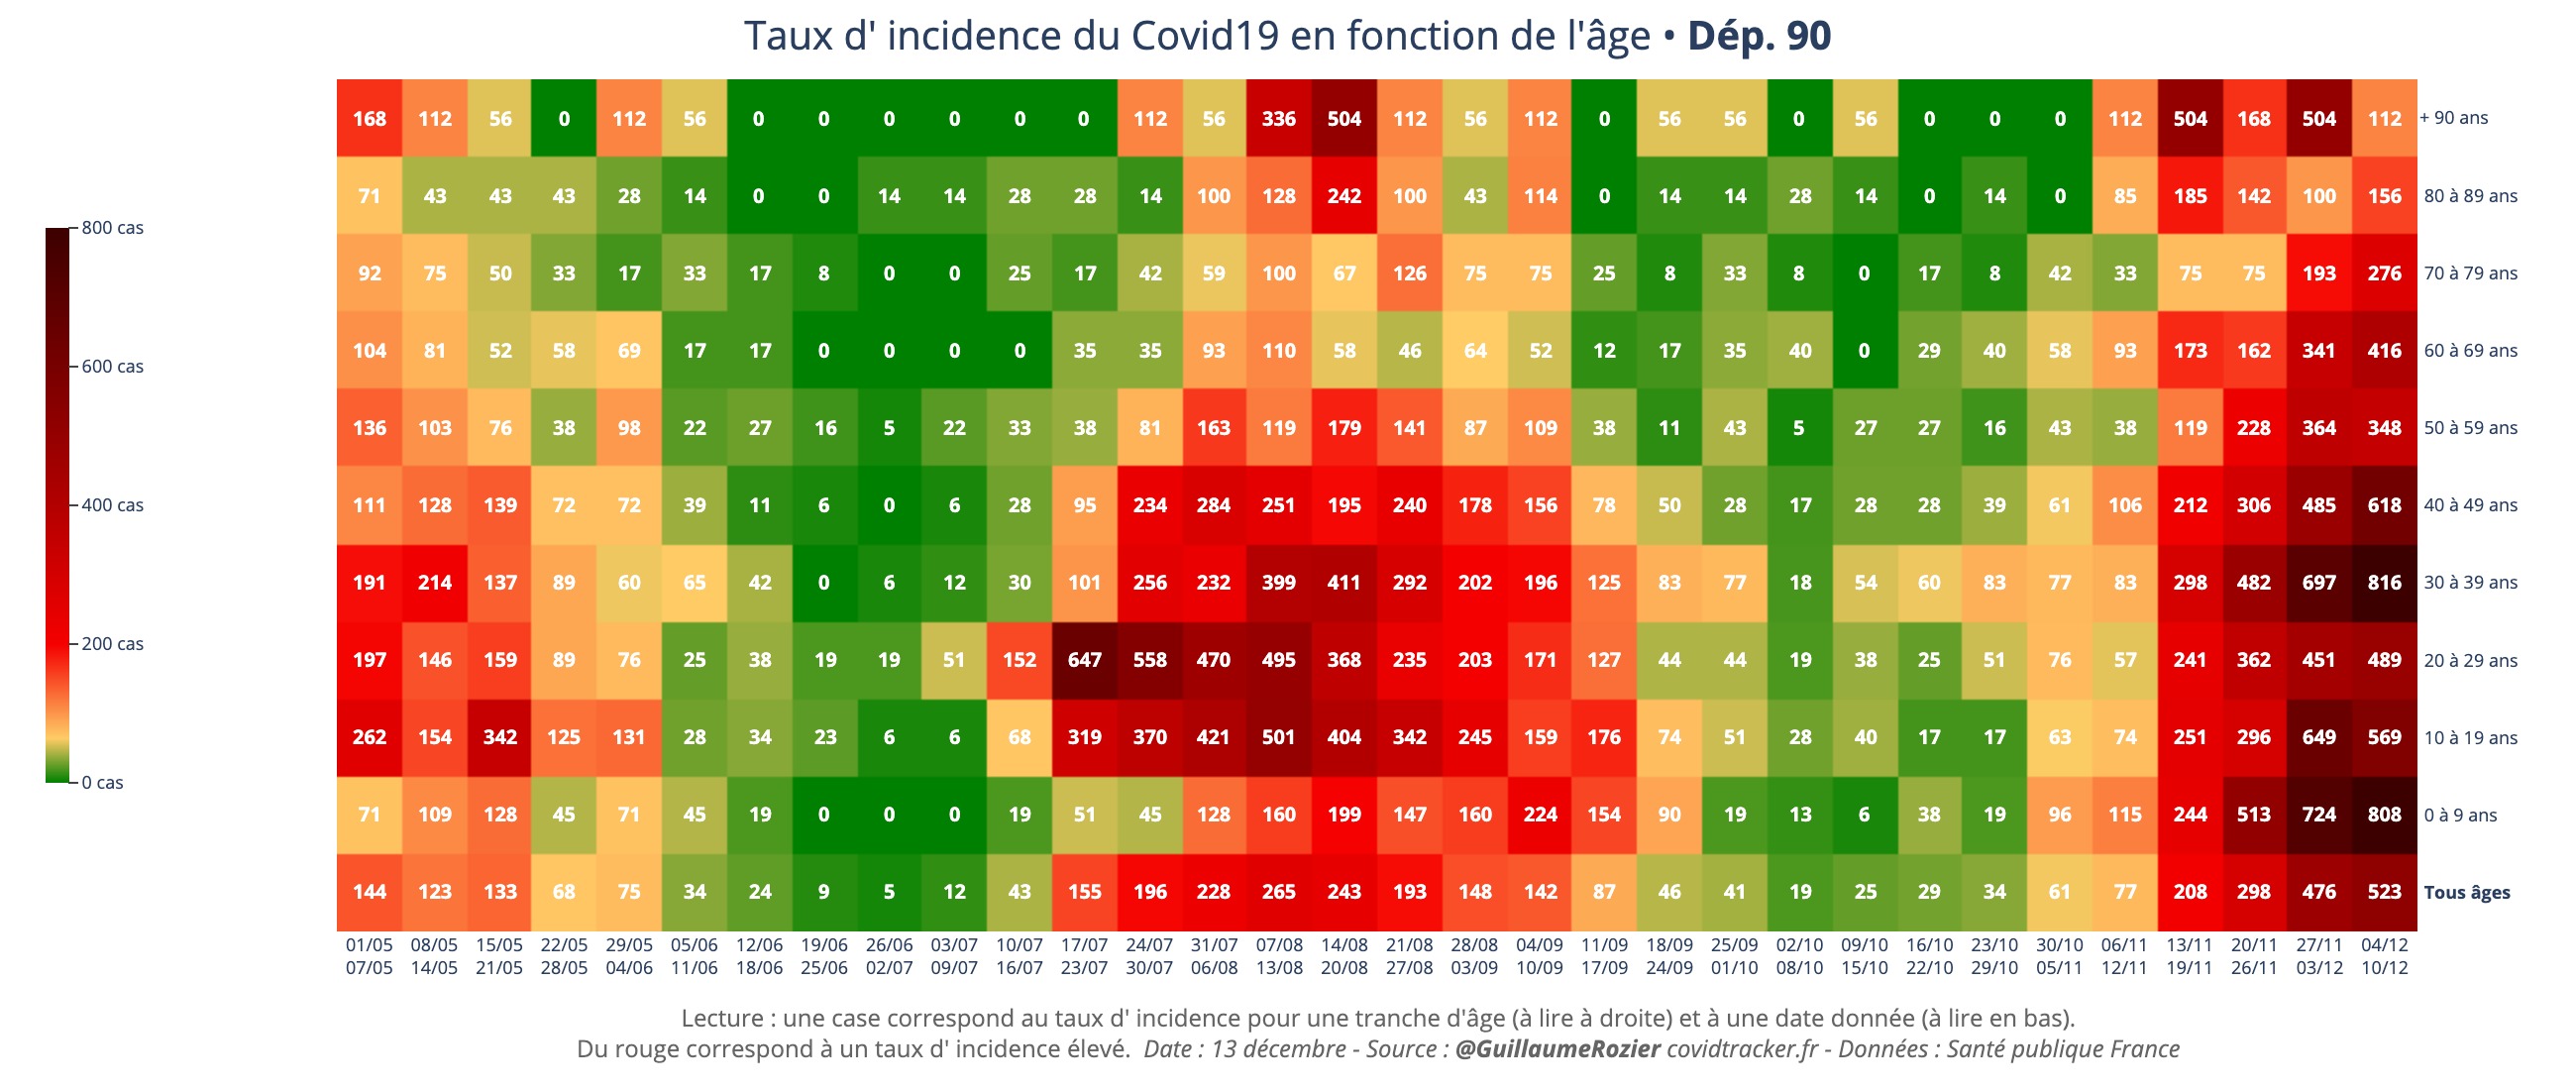 Taux d' incidence du Covid19 en fonction de l'âge • Dép. 90
800 cas
600 cas
400 cas
200 cas
0 cas
168 112 56 0 112 56 0 0 0 0 0 0 112 56 336 504 112 56 112 0 56 56 0 56 0 0 0 112 504 168 504 112 + 90 ans
71 43 43 43 28 14 0 0 14 14 28 28 14 100 128 242 100 43 114 0 14 14 28 14 0 14 0 85 185 142 100 156 80 à 89 ans
92 75 50 33 17 33 17 8 0 0 25 17 42 59 100 67 126 75 75 25 8 33 8 0 17 8 42 33 75 75 193 276 70 à 79 ans
104 81 52 58 69 17 17 0 0 0 0 35 35 93 110 58 46 64 52 12 17 35 40 0 29 40 58 93 173 162 341 416 60 à 69 ans
136 103 76 38 98 22 27 16 5 22 33 38 81 163 119 179 141 87 109 38 11 43 5 27 27 16 43 38 119 228 364 348 50 à 59 ans
111 128 139 72 72 39 11 6 0 6 28 95 234 284 251 195 240 178 156 78 50 28 17 28 28 39 61 106 212 306 485 618 40 à 49 ans
191 214 137 89 60 65 42 0 6 12 30 101 256 232 399 411 292 202 196 125 83 77 18 54 60 83 77 83 298 482 697 816 30 à 39 ans
197 146 159 89 76 25 38 19 19 51 152 647 558 470 495 368 235 203 171 127 44 44 19 38 25 51 76 57 241 362 451 489 20 à 29 ans
262 154 342 125 131 28 34 23 6 6 68 319 370 421 501 404 342 245 159 176 74 51 28 40 17 17 63 74 251 296 649 569 10 à 19 ans
71 109 128 45 71 45 19 0 0 0 19 51 45 128 160 199 147 160 224 154 90 19 13 6 38 19 96 115 244 513 724 808 0 à 9 ans
144 123 133 68 75 34 24 9 5 12 43 155 196 228 265 243 193 148 142 87 46 41 19 25 29 34 61 77 208 298 476 523 Tous âges
01/05 08/05 15/05 22/05 29/05 05/06 12/06 19/06 26/06 03/07 10/07 17/07 24/07 31/07 07/08 14/08 21/08 28/08 04/09 11/09 18/09 25/09 02/10 09/10 16/10 23/10 30/10 06/11 13/11 20/11 27/11 04/12
07/05 14/05 21/05 28/05 04/06 11/06 18/06 25/06 02/07 09/07 16/07 23/07 30/07 06/08 13/08 20/08 27/08 03/09 10/09 17/09 24/09 01/10 08/10 15/10 22/10 29/10 05/11 12/11 19/11 26/11 03/12 10/12
Lecture : une case correspond au taux d' incidence pour une tranche d'âge (à lire à droite) et à une date donnée (à lire en bas).
Du rouge correspond à un taux d' incidence élevé. Date : 13 décembre - Source : @GuillaumeRozier covidtracker.fr - Données : Santé publique France